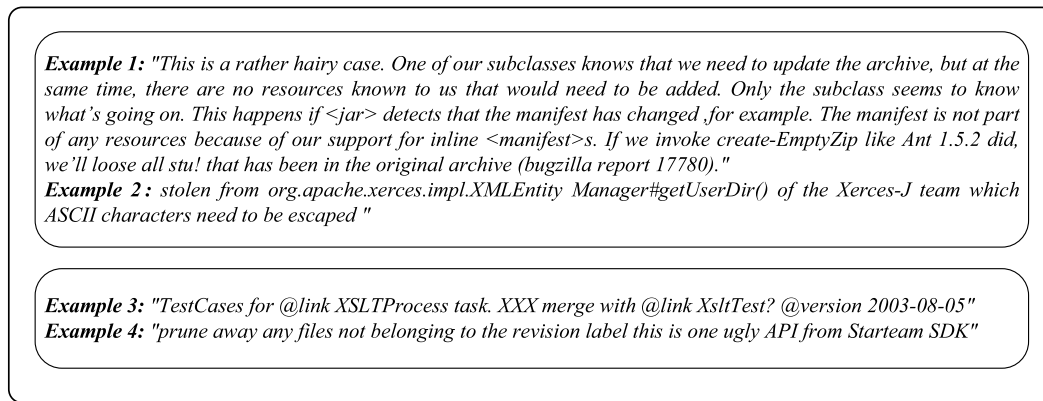 Example 1: "This is a rather hairy case. One of our subclasses knows that we need to update the archive, but at the
same time, there are no resources known to us that would need to be added. Only the subclass seems to know
what's going on. This happens if <jar> detects that the manifest has changed ,for example. The manifest is not part
of any resources because of our support for inline <manifest>s. If we invoke create-EmptyZip like Ant 1.5.2 did,
we'll loose all stu! that has been in the original archive (bugzilla report 17780)."
Example 2 : stolen from org.apache.xerces.impl.XMLEntity Manager#getUserDir() of the Xerces-J team which
ASCII characters need to be escaped "
Example 3: "TestCases for @link XSLTProcess task. XXX merge with @link XsltTest? @version 2003-08-05"
Example 4: "prune away any files not belonging to the revision label this is one ugly API from Starteam SDK"